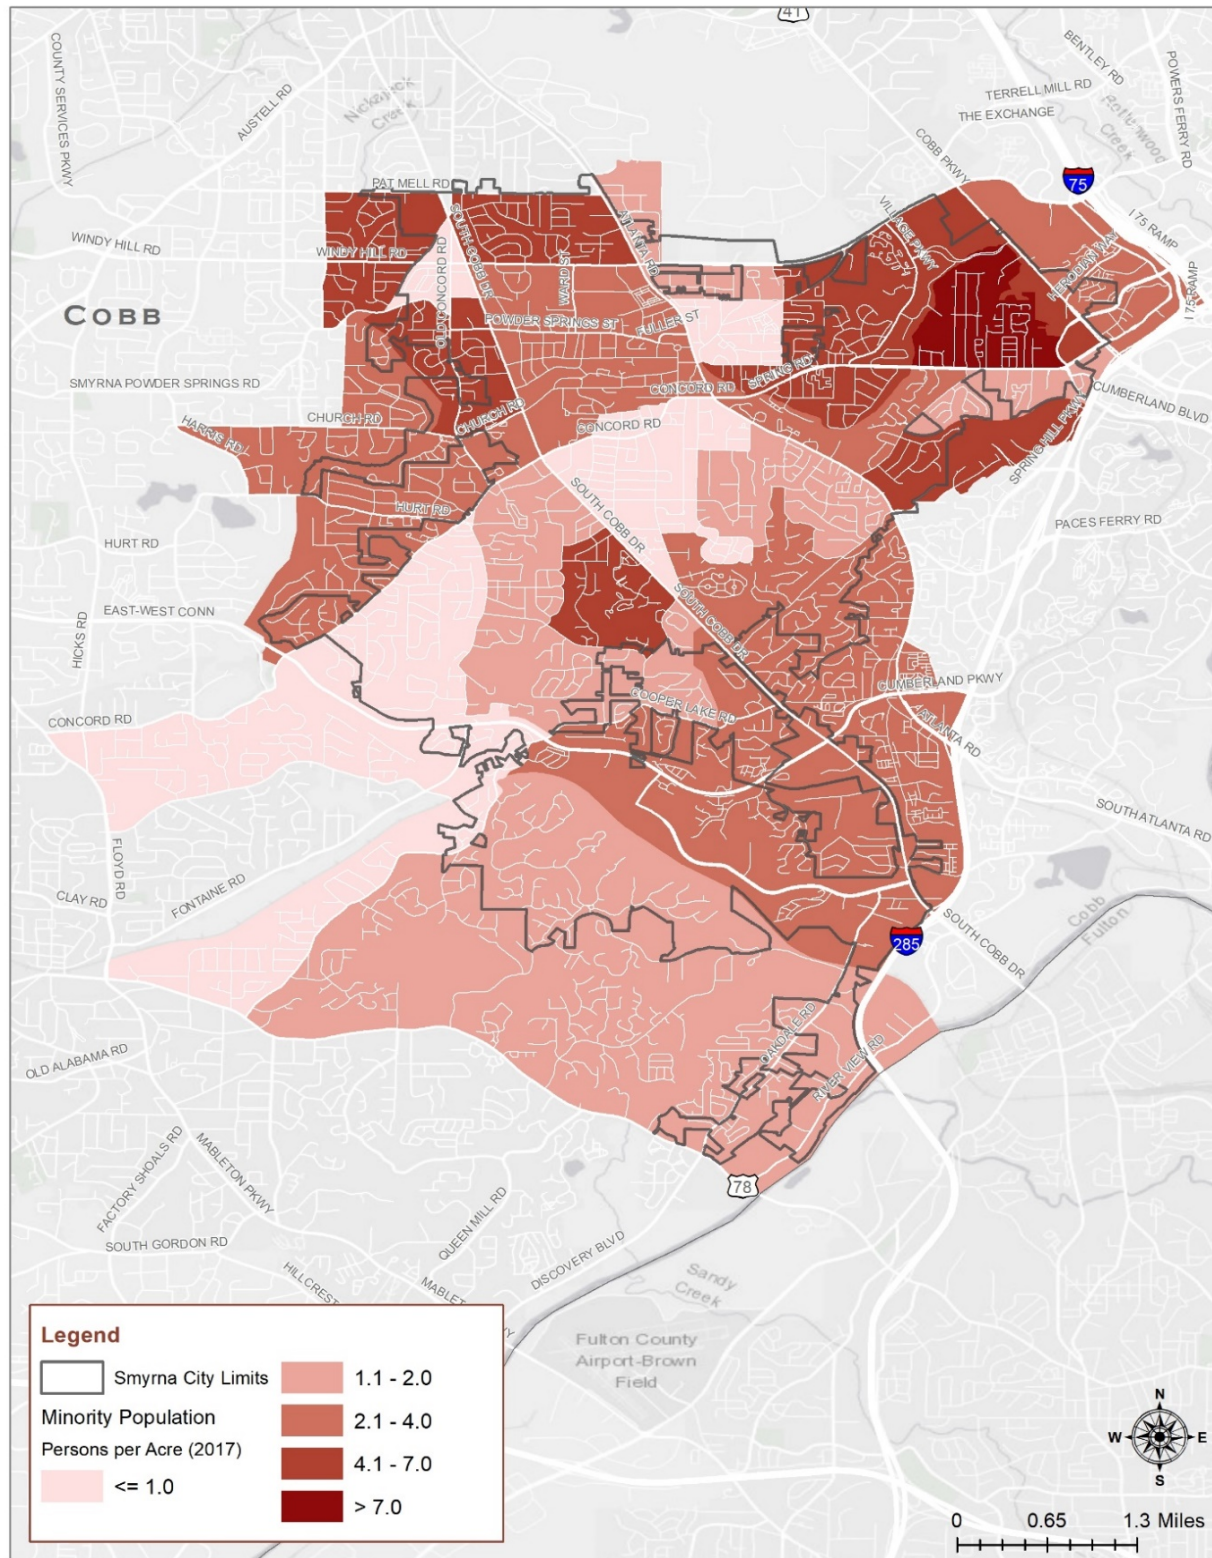 41
BENTLEY RD
POWERS FERRY RD
COUNTY SERVICES PKWY
AUSTELL RD
TERRELL MILL RD
THE EXCHANGE
Nickajack
Creek
Rottenwood
Creek
COBB PKWY
PAT MELL RD
75
SOUTH COBB DR
ATLANTA RD
VILLAGE PKWY
I 75 RAMP
WINDY HILL RD
WINDY HILL RD
OLD CONCORD RD
WARD ST
HERODIAN WAY
I 75 RAMP
COBB
POWDER SPRINGS ST
FULLER ST
SPRING RD
SMYRNA POWDER SPRINGS RD
CONCORD RD
CUMBERLAND BLVD
CHURCH RD
CHURCH RD
HARRIS RD
CONCORD RD
SPRING HILL PKWY
SOUTH COBB DR
HURT RD
PACES FERRY RD
HURT RD
EAST-WEST CONN
SOUTH COBB DR
HICKS RD
CUMBERLAND PKWY
COOPER LAKE RD
CONCORD RD
ATLANTA RD
SOUTH ATLANTA RD
FLOYD RD
FONTAINE RD
CLAY RD
Cobb
Fulton
SOUTH COBB DR
285
OAKDALE RD
RIVER VIEW RD
OLD ALABAMA RD
FACTORY SHOALS RD
MABLETON PKWY
78
QUEEN MILL RD
SOUTH GORDON RD
DISCOVERY BLVD
HILLCREST
MABLET
WY
Sandy
Creek
Fulton County
Airport-Brown
Field
Legend
Smyrna City Limits
Minority Population
Persons per Acre (2017)
<= 1.0
1.1 - 2.0
2.1 - 4.0
4.1 - 7.0
> 7.0
N
W E
S
0 0.65 1.3 Miles